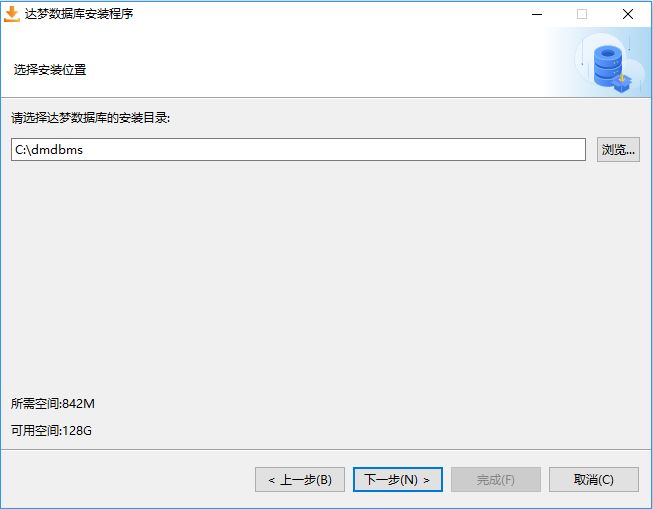 达梦数据库安装程序
选择安装位置
请选择达梦数据库的安装目录:
C:\dmdbms
浏览...
所需空间:842M
可用空间:128G
< 上一步(B)
下一步(N) >
完成(F)
取消(C)